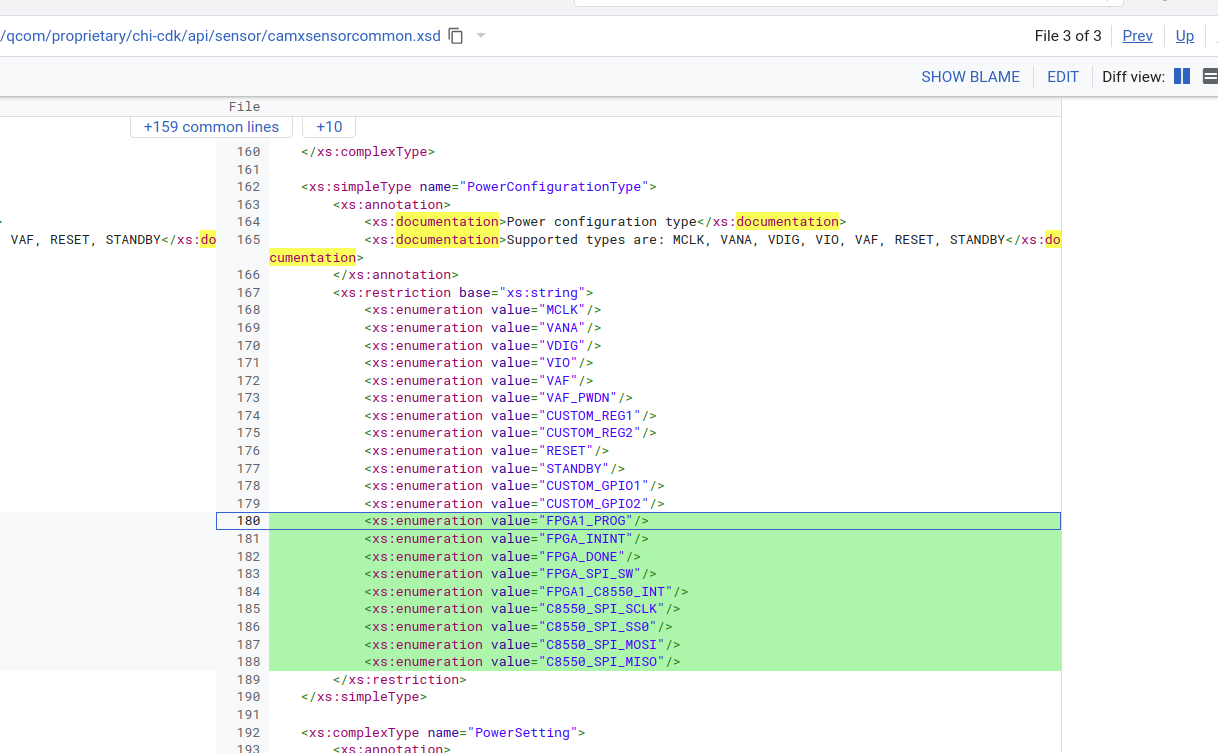 /qcom/proprietary/chi-cdk/api/sensor/camxsensorcommon.xsd
File 3 of 3 Prev Up
SHOW BLAME EDIT Diff view:
File
+159 common lines +10
160 </xs:complexType>
161
162 <xs:simpleType name="PowerConfigurationType">
163 <xs:annotation>
164 <xs:documentation>Power configuration type</xs:documentation>
VAF, RESET, STANDBY</xs:do 165 <xs:documentation>Supported types are: MCLK, VANA, VDIG, VIO, VAF, RESET, STANDBY</xs:do
cumentation>
166 </xs:annotation>
167 <xs:restriction base="xs:string">
168 <xs:enumeration value="MCLK"/>
169 <xs:enumeration value="VANA"/>
170 <xs:enumeration value="VDIG"/>
171 <xs:enumeration value="VIO"/>
172 <xs:enumeration value="VAF"/>
173 <xs:enumeration value="VAF_PWDN"/>
174 <xs:enumeration value="CUSTOM_REG1"/>
175 <xs:enumeration value="CUSTOM_REG2"/>
176 <xs:enumeration value="RESET"/>
177 <xs:enumeration value="STANDBY"/>
178 <xs:enumeration value="CUSTOM_GPIO1"/>
179 <xs:enumeration value="CUSTOM_GPIO2"/>
180 <xs:enumeration value="FPGA1_PROG"/>
181 <xs:enumeration value="FPGA_ININT"/>
182 <xs:enumeration value="FPGA_DONE"/>
183 <xs:enumeration value="FPGA_SPI_SW"/>
184 <xs:enumeration value="FPGA1_C8550_INT"/>
185 <xs:enumeration value="C8550_SPI_SCLK"/>
186 <xs:enumeration value="C8550_SPI_SS0"/>
187 <xs:enumeration value="C8550_SPI_MOSI"/>
188 <xs:enumeration value="C8550_SPI_MISO"/>
189 </xs:restriction>
190 </xs:simpleType>
191
192 <xs:complexType name="PowerSetting">
193 <xs:annotation>